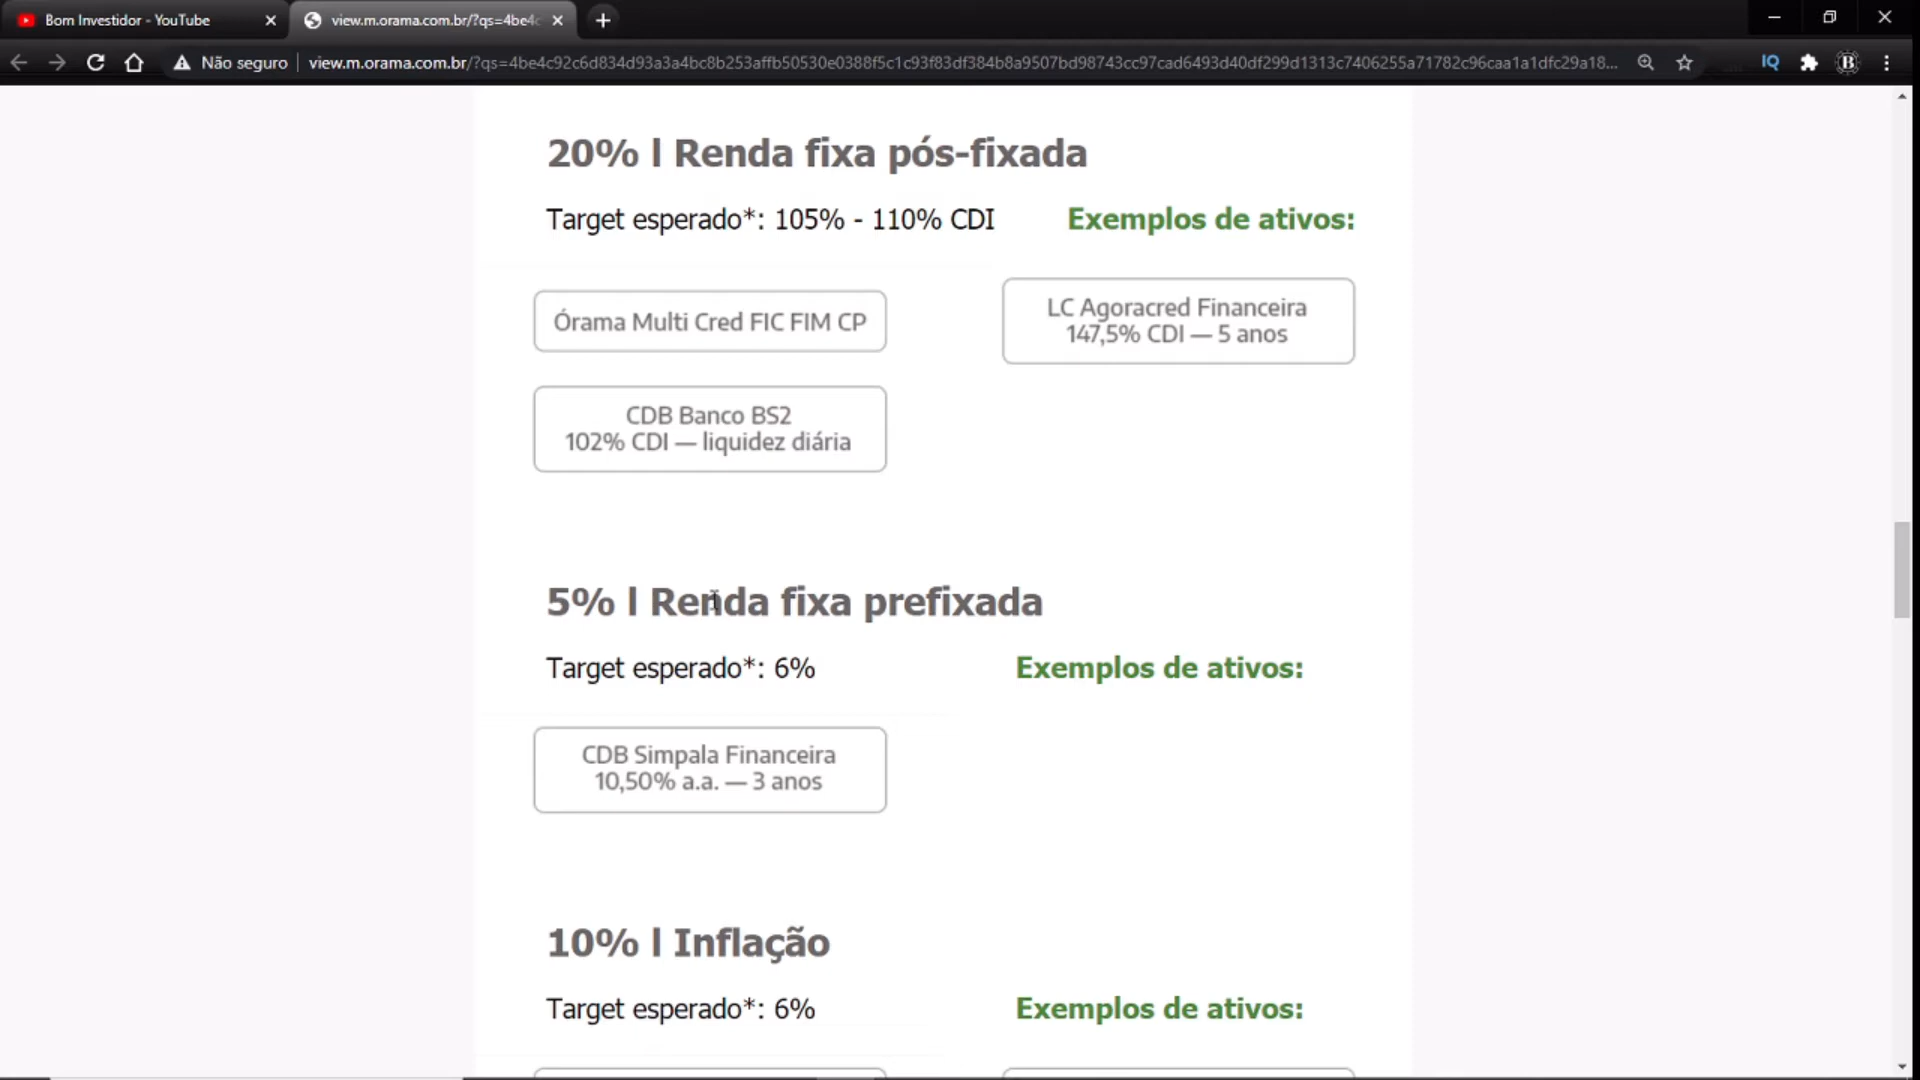 Bom Investidor - YouTube
view.m.orama.com.br/?qs=4be4c
Não seguro
view.m.orama.com.br/?qs=4be4c92c6d834d93a3a4bc8b253affb50530e0388f5c1c93f83df384b8a9507bd98743cc97cad6493d40df299d1313c7406255a71782c96caa1a1dfc29a18...
IQ
B
20% l Renda fixa pós-fixada
Target esperado*: 105% - 110% CDI
Exemplos de ativos:
Órama Multi Cred FIC FIM CP
LC Agoracred Financeira
147,5% CDI — 5 anos
CDB Banco BS2
102% CDI — liquidez diária
5% l Renda fixa prefixada
Target esperado*: 6%
Exemplos de ativos:
CDB Simpala Financeira
10,50% a.a. — 3 anos
10% l Inflação
Target esperado*: 6%
Exemplos de ativos: